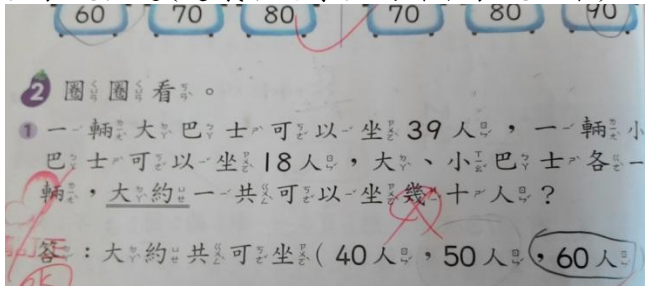 60 70 80 70 80 90
2 圈圈看。
1 一輛大巴士可以坐39人，一輛小
巴士可以坐18人，大、小巴士各一
輛，大約一共可以坐幾十人？
答：大約共可坐(40人，50人，60人